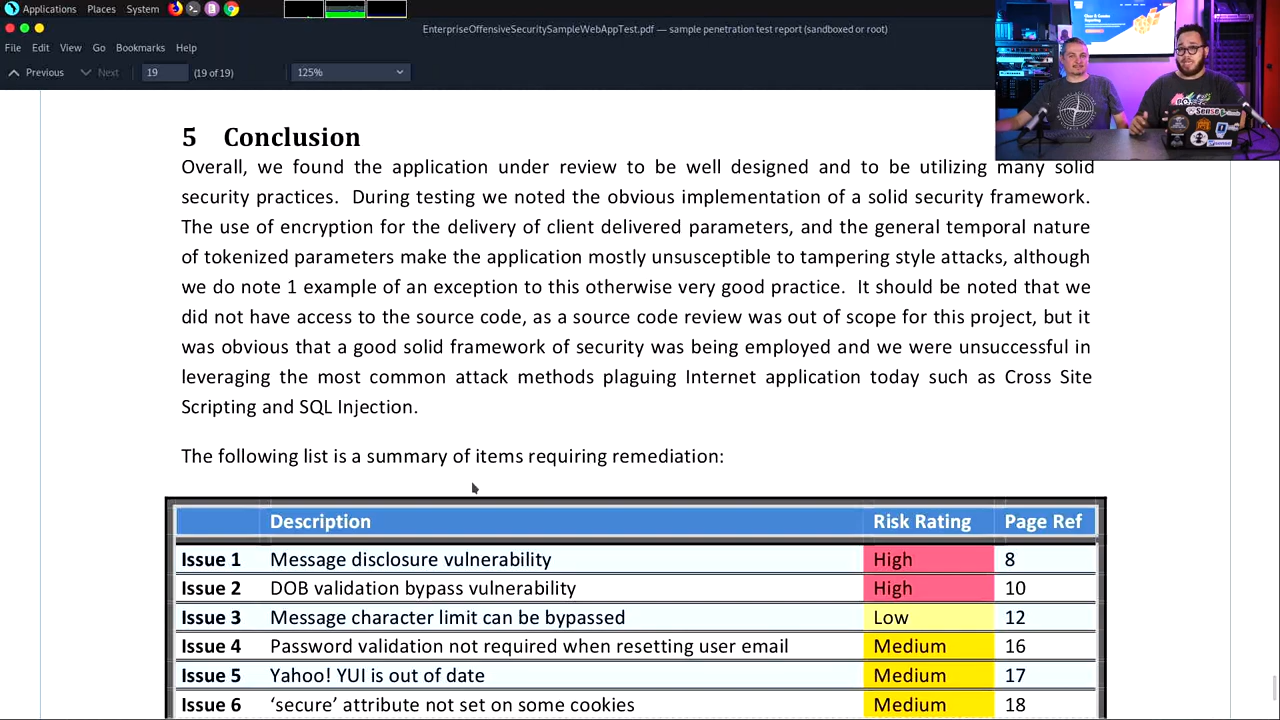 Applications Places System
terpriseOffensiveSecuritySampleWebAppTest.pdf — sample penetration test report (sandboxed or root)
File Edit View Go Bookmarks Help
Previous Next 19 (19 of 19) 125%
5 Conclusion
Overall, we found the application under review to be well designed and to be utilizing many solid
security practices. During testing we noted the obvious implementation of a solid security framework.
The use of encryption for the delivery of client delivered parameters, and the general temporal nature
of tokenized parameters make the application mostly unsusceptible to tampering style attacks, although
we do note 1 example of an exception to this otherwise very good practice. It should be noted that we
did not have access to the source code, as a source code review was out of scope for this project, but it
was obvious that a good solid framework of security was being employed and we were unsuccessful in
leveraging the most common attack methods plaguing Internet application today such as Cross Site
Scripting and SQL Injection.
The following list is a summary of items requiring remediation:
Description Risk Rating Page Ref
Issue 1 Message disclosure vulnerability High 8
Issue 2 DOB validation bypass vulnerability High 10
Issue 3 Message character limit can be bypassed Low 12
Issue 4 Password validation not required when resetting user email Medium 16
Issue 5 Yahoo! YUI is out of date Medium 17
Issue 6 ‘secure’ attribute not set on some cookies Medium 18